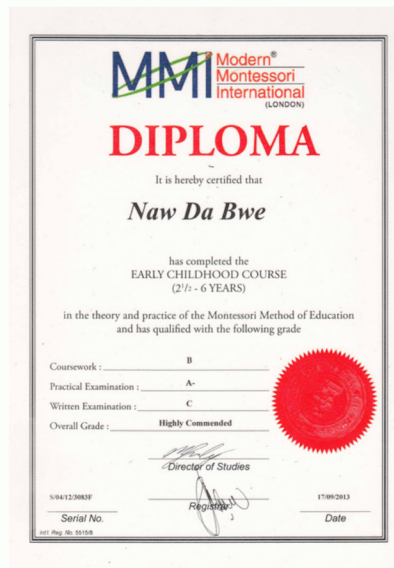 MMI Modern® Montessori International
(LONDON)
DIPLOMA
It is hereby certified that
Naw Da Bwe
has completed the
EARLY CHILDHOOD COURSE
(2 1/2 - 6 YEARS)
in the theory and practice of the Montessori Method of Education
and has qualified with the following grade
Coursework : B
Practical Examination : A-
Written Examination : C
Overall Grade : Highly Commended
Director of Studies
Registrar
S/04/12/3083F
17/09/2013
Serial No.
Date
Int'l Reg. No. 5515/8